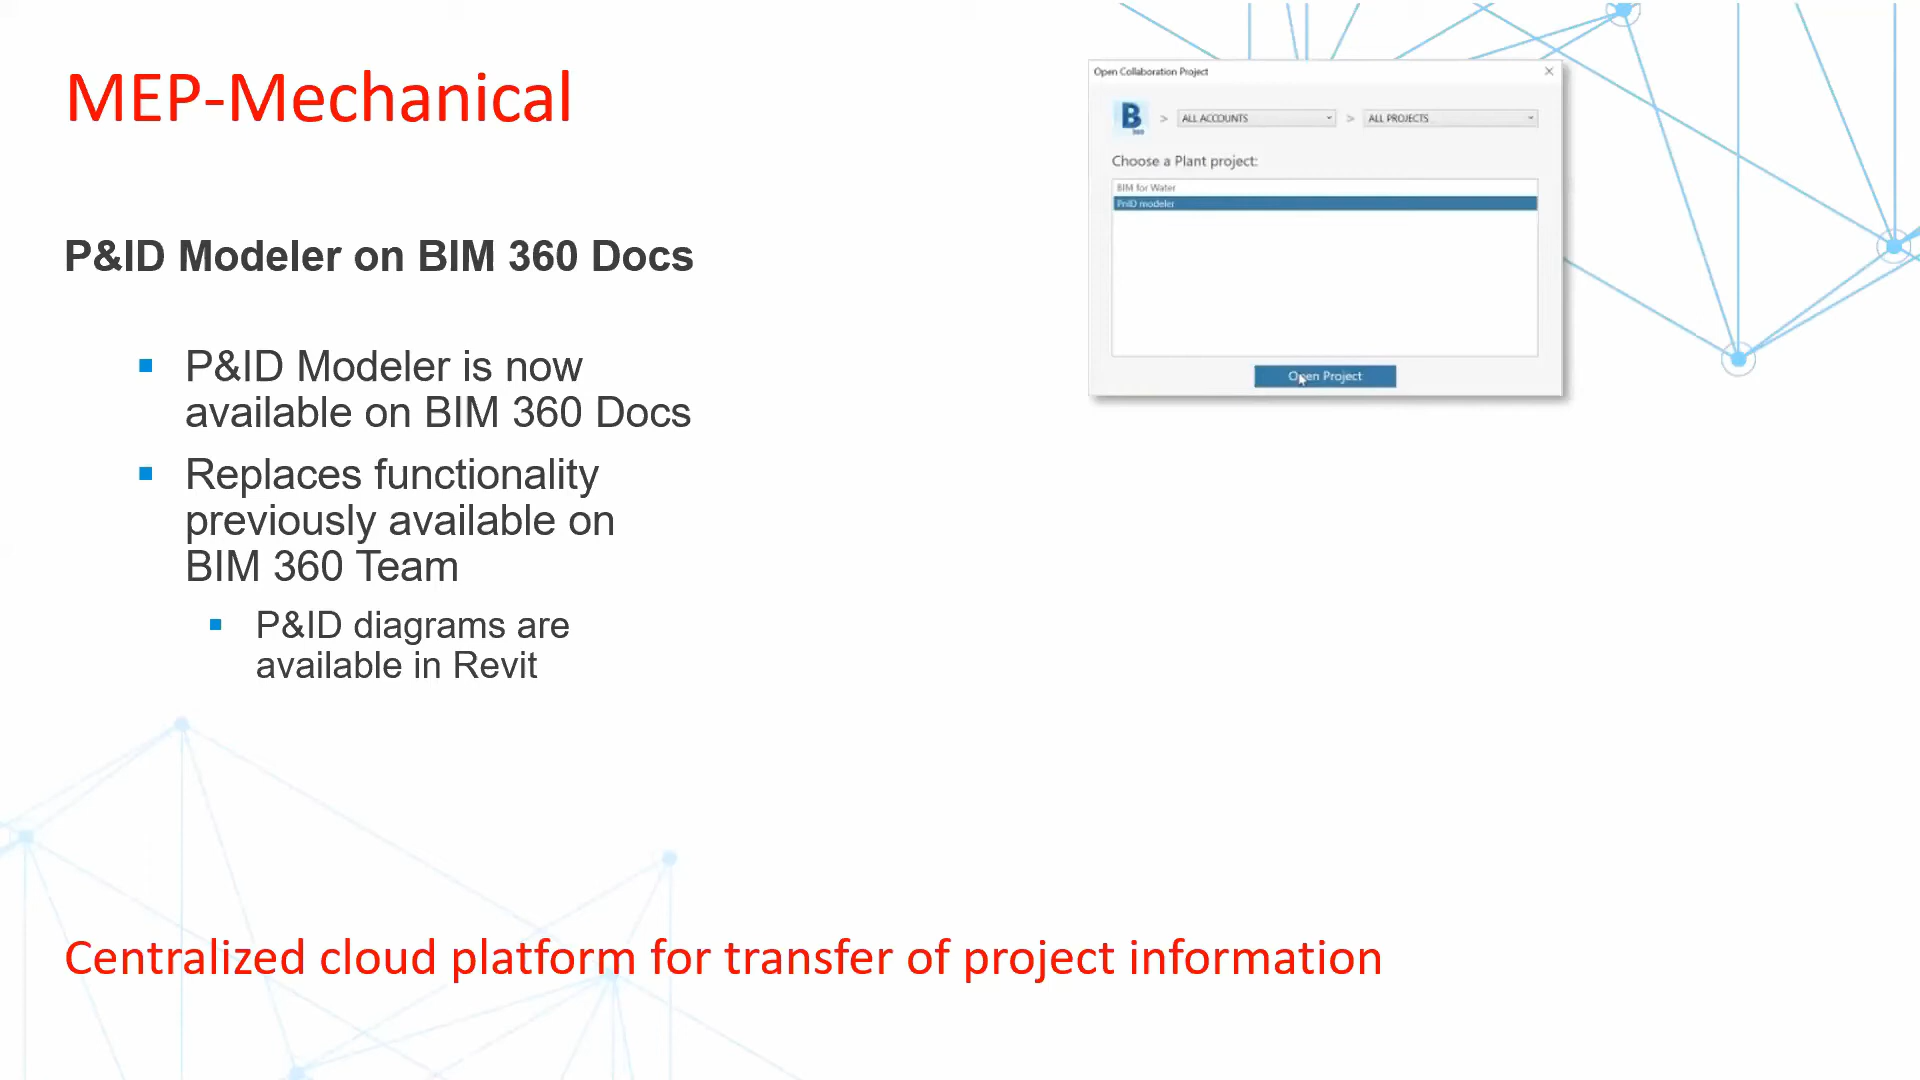 MEP-Mechanical
P&ID Modeler on BIM 360 Docs
P&ID Modeler is now
available on BIM 360 Docs
Replaces functionality
previously available on
BIM 360 Team
P&ID diagrams are
available in Revit
Open Collaboration Project
B
360
> ALL ACCOUNTS > ALL PROJECTS
Choose a Plant project:
BIM for Water
PnID modeler
Open Project
Centralized cloud platform for transfer of project information